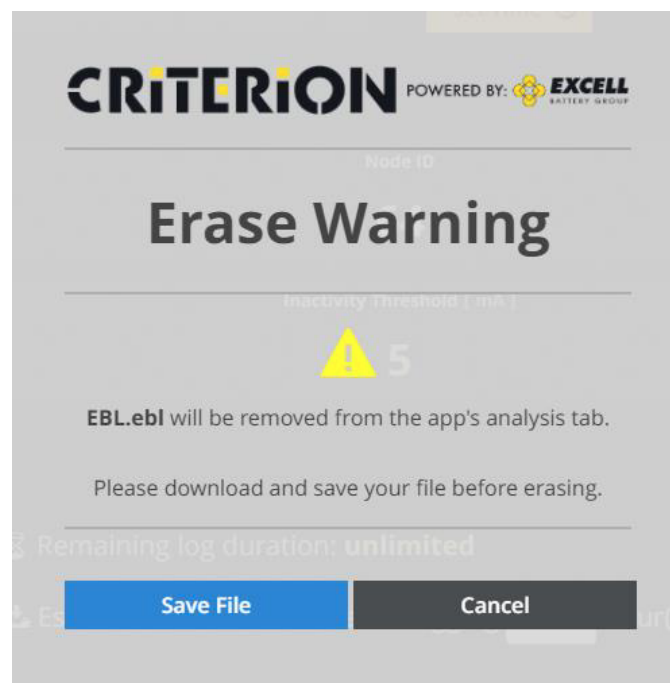 CRiTERiON POWERED BY: EXCELL
BATTERY GROUP
Node ID
Erase Warning
Inactivity Threshold [ mA ]
5
EBL.ebl will be removed from the app's analysis tab.
Please download and save your file before erasing.
Remaining log duration: unlimited
Save File Cancel